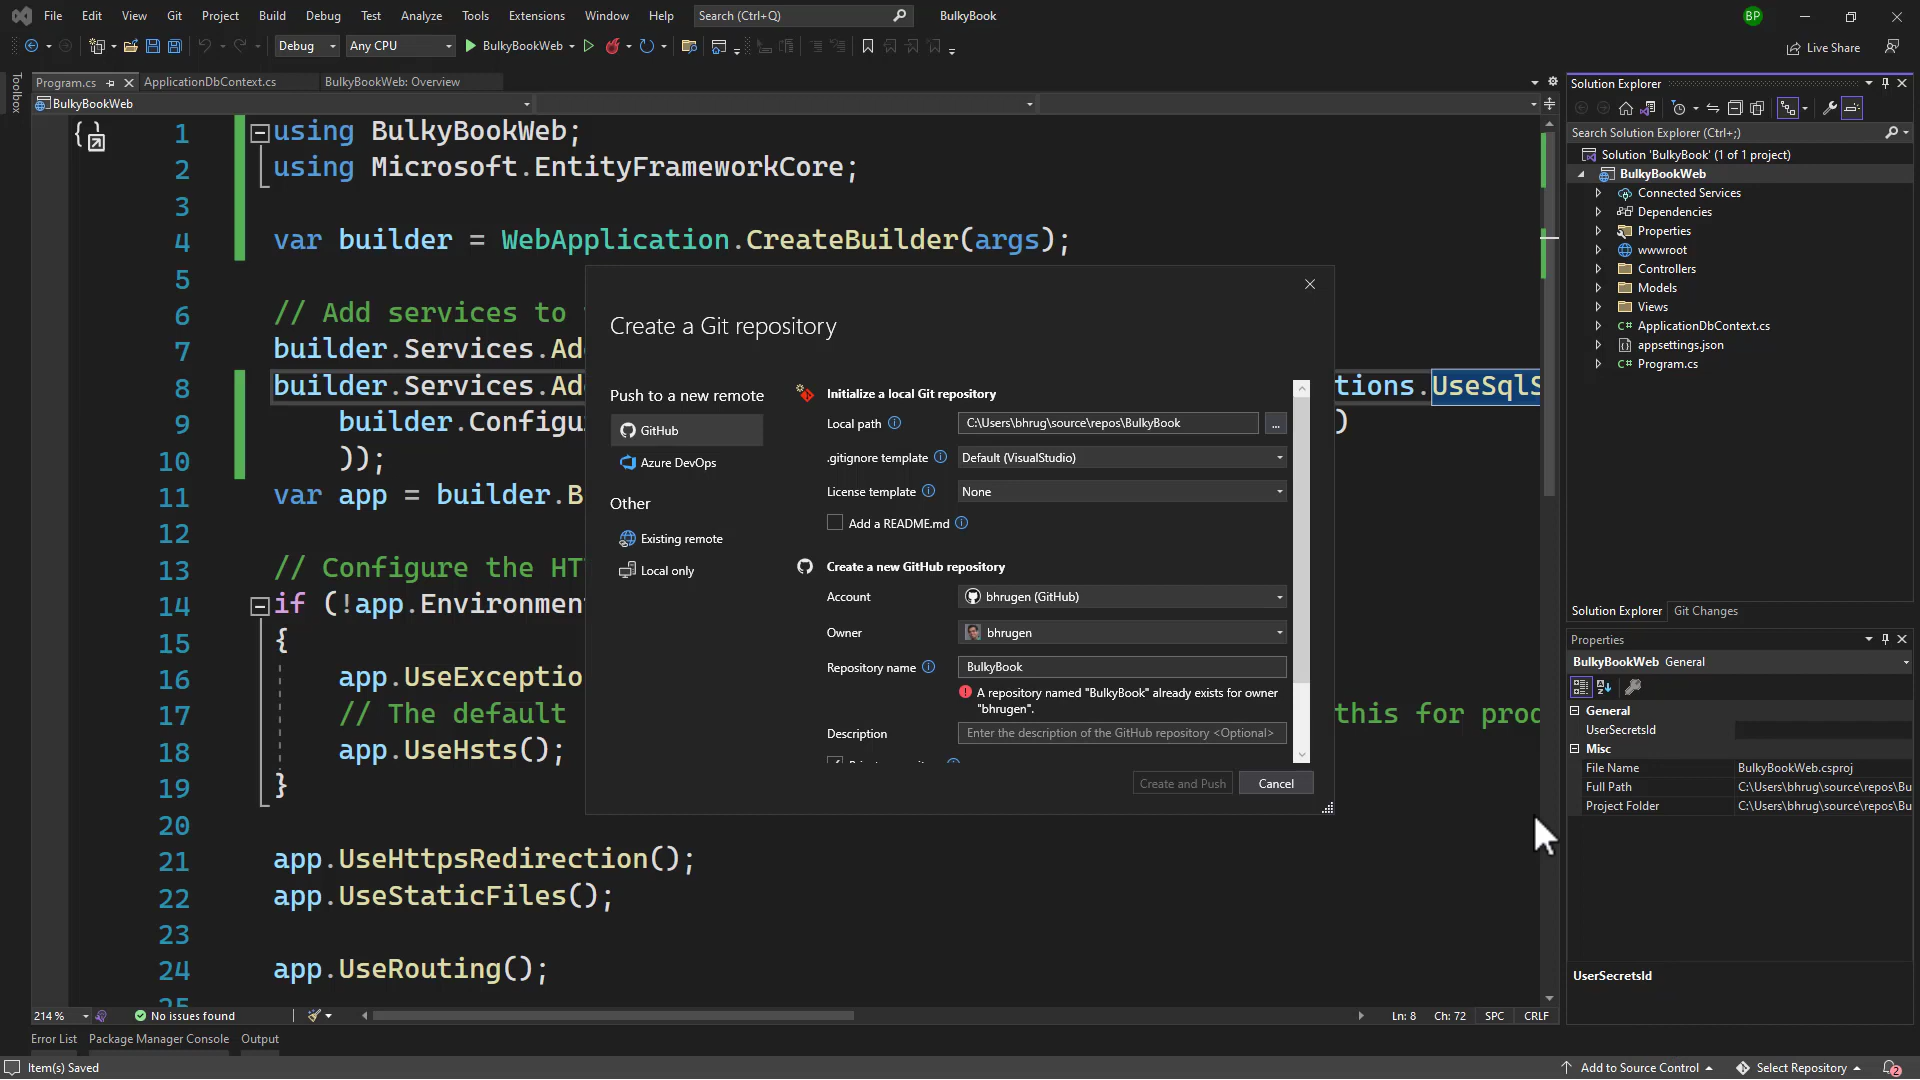 File Edit View Git Project Build Debug Test Analyze Tools Extensions Window Help Search (Ctrl+Q) BulkyBook BP
Debug Any CPU BulkyBookWeb Live Share
Toolbox
Program.cs ApplicationDbContext.cs BulkyBookWeb: Overview
BulkyBookWeb
1 using BulkyBookWeb;
2 using Microsoft.EntityFrameworkCore;
3
4 var builder = WebApplication.CreateBuilder(args);
5
6 // Add services to
7 builder.Services.Ad
8 builder.Services.Ad tions.UseSqlS
9 builder.Configu )
10 ));
11 var app = builder.B
12
13 // Configure the HT
14 if (!app.Environmen
15 {
16 app.UseExceptio
17 // The default this for prod
18 app.UseHsts();
19 }
20
21 app.UseHttpsRedirection();
22 app.UseStaticFiles();
23
24 app.UseRouting();
25
Create a Git repository
Push to a new remote
GitHub
Azure DevOps
Other
Existing remote
Local only
Initialize a local Git repository
Local path C:\Users\bhrug\source\repos\BulkyBook ...
.gitignore template Default (VisualStudio)
License template None
Add a README.md
Create a new GitHub repository
Account bhrugen (GitHub)
Owner bhrugen
Repository name BulkyBook
A repository named "BulkyBook" already exists for owner
"bhrugen".
Description Enter the description of the GitHub repository <Optional>
Create and Push Cancel
Solution Explorer
Search Solution Explorer (Ctrl+;)
Solution 'BulkyBook' (1 of 1 project)
BulkyBookWeb
Connected Services
Dependencies
Properties
wwwroot
Controllers
Models
Views
C# ApplicationDbContext.cs
appsettings.json
C# Program.cs
Solution Explorer Git Changes
Properties
BulkyBookWeb General
General
UserSecretsId
Misc
File Name BulkyBookWeb.csproj
Full Path C:\Users\bhrug\source\repos\Bu
Project Folder C:\Users\bhrug\source\repos\Bu
UserSecretsId
214 % No issues found Ln: 8 Ch: 72 SPC CRLF
Error List Package Manager Console Output
Item(s) Saved Add to Source Control Select Repository 2